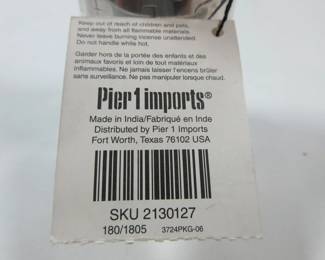 Keep out of reach of children and pets,
and away from all flammable materials.
Never leave burning incense unattended.
Do not handle while hot.
Garder hors de la portée des enfants et des
animaux favoris et loin de tout matériaux
inflammables. Ne jamais laisser l'encens brûler
sans surveillance. Ne pas manipuler lorsque chaud.
Pier 1 imports®
Made in India/Fabriqué en Inde
Distributed by Pier 1 Imports
Fort Worth, Texas 76102 USA
SKU 2130127
180/1805 3724PKG-06